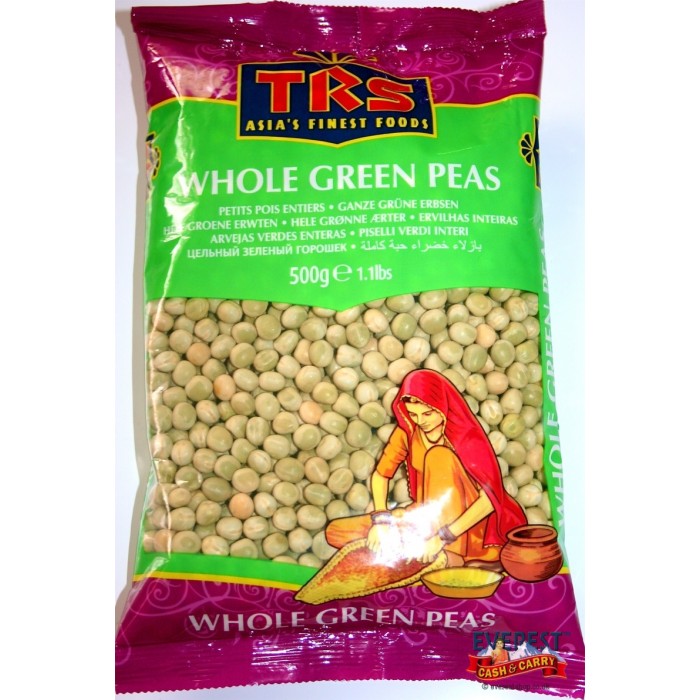 TRS
ASIA'S FINEST FOODS
WHOLE GREEN PEAS
PETITS POIS ENTIERS • GANZE GRÜNE ERBSEN
HELE GROENE ERWTEN • HELE GRØNNE ÆRTER • ERVILHAS INTEIRAS
ARVEJAS VERDES ENTERAS • PISELLI VERDI INTERI
ЦЕЛЬНЫЙ ЗЕЛЕНЫЙ ГОРОШЕК • بازلاء خضراء حبة كاملة
500g e 1.1lbs
WHOLE GREEN PEAS
WHOLE GREEN PEAS
EVEREST
CASH & CARRY